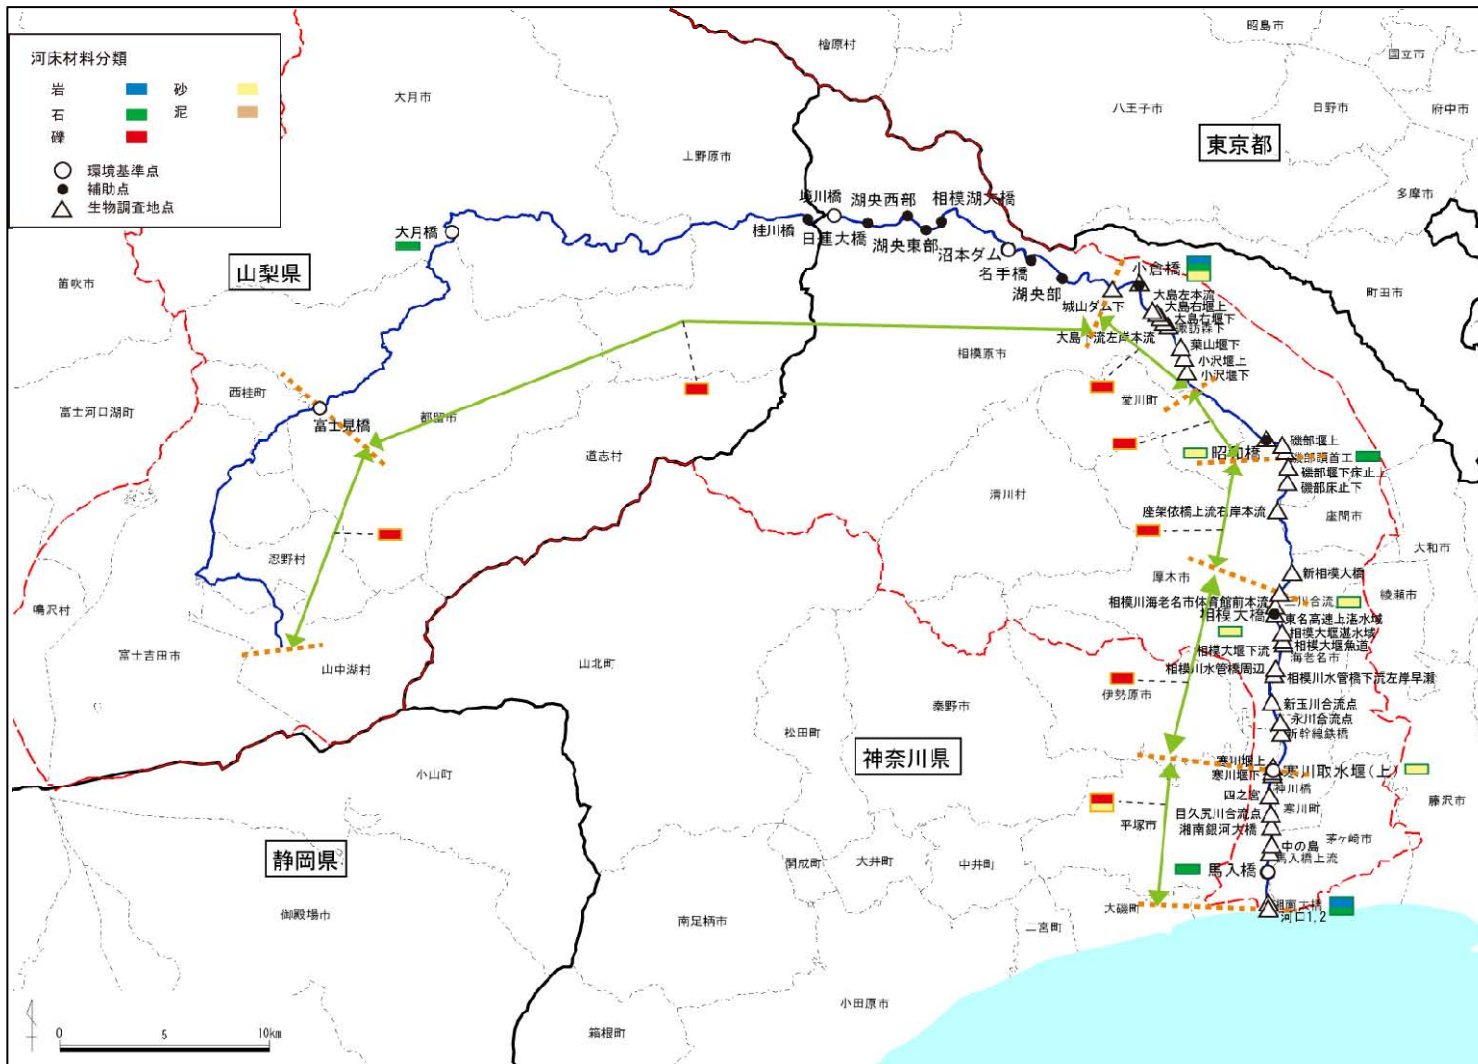 河床材料分類
岩
砂
石
泥
礫
環境基準点
補助点
生物調査地点
檜原村
昭島市
国立市
大月市
八王子市
日野市
府中市
東京都
上野原市
多摩市
境川橋
湖央西部
相模湖大橋
大月橋
桂川橋
日連大橋
湖央東部
沼本ダム
山梨県
名手橋
小倉橋
笛吹市
湖央部
町田市
城山ダム下
大島左本流
大島右堰上
大島右堰下
諏訪森下
大島下流左岸本流
相模原市
葉山堰下
小沢堰上
小沢堰下
西桂町
愛川町
富士河口湖町
富士見橋
都留市
磯部堰上
昭和橋
磯部頭首工
道志村
磯部堰下床止上
清川村
磯部床止下
座架依橋上流右岸本流
座間市
大和市
忍野村
新相模大橋
厚木市
鳴沢村
綾瀬市
相模川海老名市体育館前本流
三川合流
相模大橋
東名高速上湛水域
相模大堰湛水域
相模大堰魚道
富士吉田市
相模大堰下流
海老名市
山中湖村
山北町
相模川水管橋周辺
相模川水管橋下流左岸早瀬
伊勢原市
秦野市
新玉川合流点
永川合流点
新幹線鉄橋
松田町
神奈川県
小山町
寒川堰上
寒川取水堰(上)
寒川堰下
神川橋
四之宮
寒川町
藤沢市
目久尻川合流点
平塚市
湘南銀河大橋
茅ヶ崎市
中の島
馬入橋上流
静岡県
開成町
大井町
中井町
馬入橋
御殿場市
南足柄市
大磯町
湘南大橋
河口1,2
二宮町
小田原市
箱根町
0
5
10km